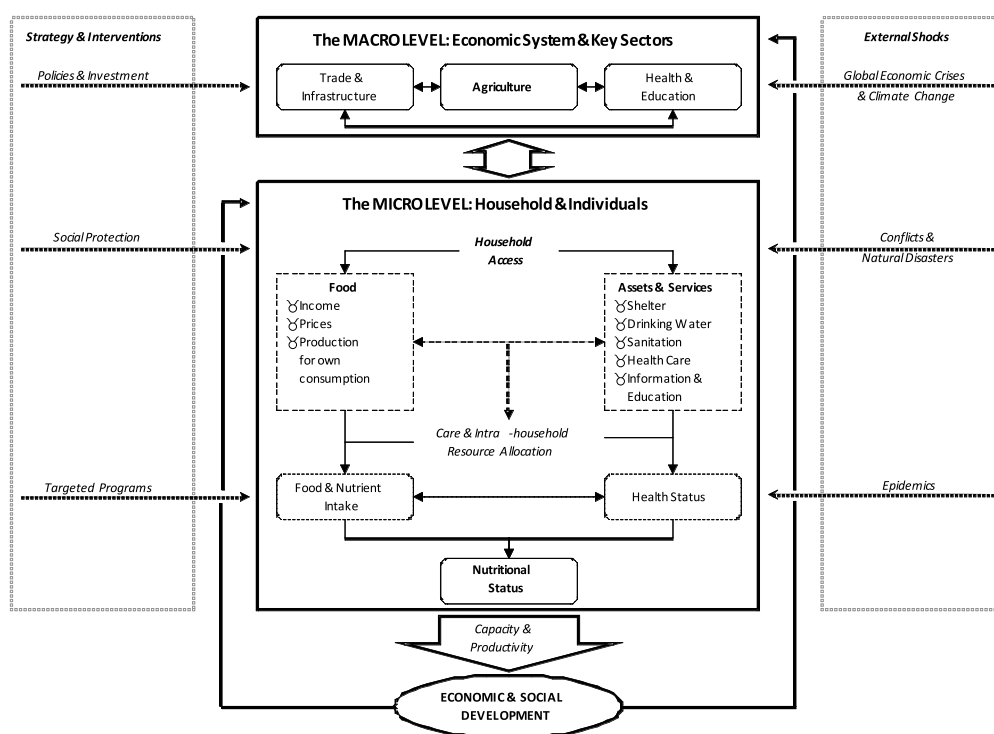 Strategy & Interventions
Policies & Investment
Social Protection
Targeted Programs
The MACRO LEVEL: Economic System & Key Sectors
Trade &
Infrastructure
Agriculture
Health &
Education
The MICRO LEVEL: Household & Individuals
Household
Access
Food
Income
Prices
Production
for own
consumption
Assets & Services
Shelter
Drinking Water
Sanitation
Health Care
Information &
Education
Care & Intra -household
Resource Allocation
Food & Nutrient
Intake
Health Status
Nutritional
Status
Capacity &
Productivity
ECONOMIC & SOCIAL
DEVELOPMENT
External Shocks
Global Economic Crises
& Climate Change
Conflicts &
Natural Disasters
Epidemics